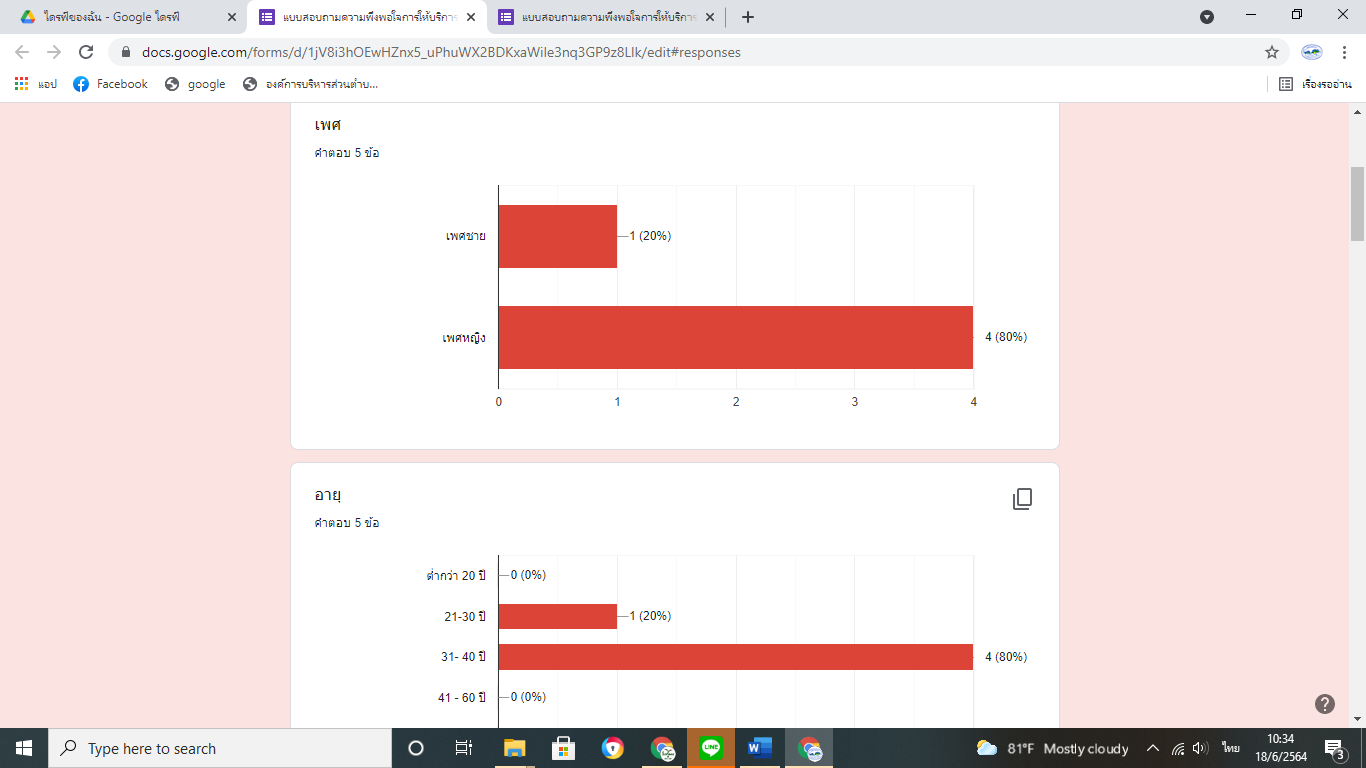 ไดรฟ์ของฉัน - Google ไดรฟ์
แบบสอบถามความพึงพอใจการให้บริการ
แบบสอบถามความพึงพอใจการให้บริการ
docs.google.com/forms/d/1jV8i3hOEwHZnx5_uPhuWX2BDKxaWiIe3nq3GP9z8LIk/edit#responses
แอป Facebook google องค์การบริหารส่วนตำบ... เรื่องรออ่าน
เพศ
คำตอบ 5 ข้อ
เพศชาย 1 (20%)
เพศหญิง 4 (80%)
0 1 2 3 4
อายุ
คำตอบ 5 ข้อ
ต่ำกว่า 20 ปี 0 (0%)
21-30 ปี 1 (20%)
31- 40 ปี 4 (80%)
41 - 60 ปี 0 (0%)
Type here to search
LINE
81°F Mostly cloudy
ไทย
10:34
18/6/2564
3